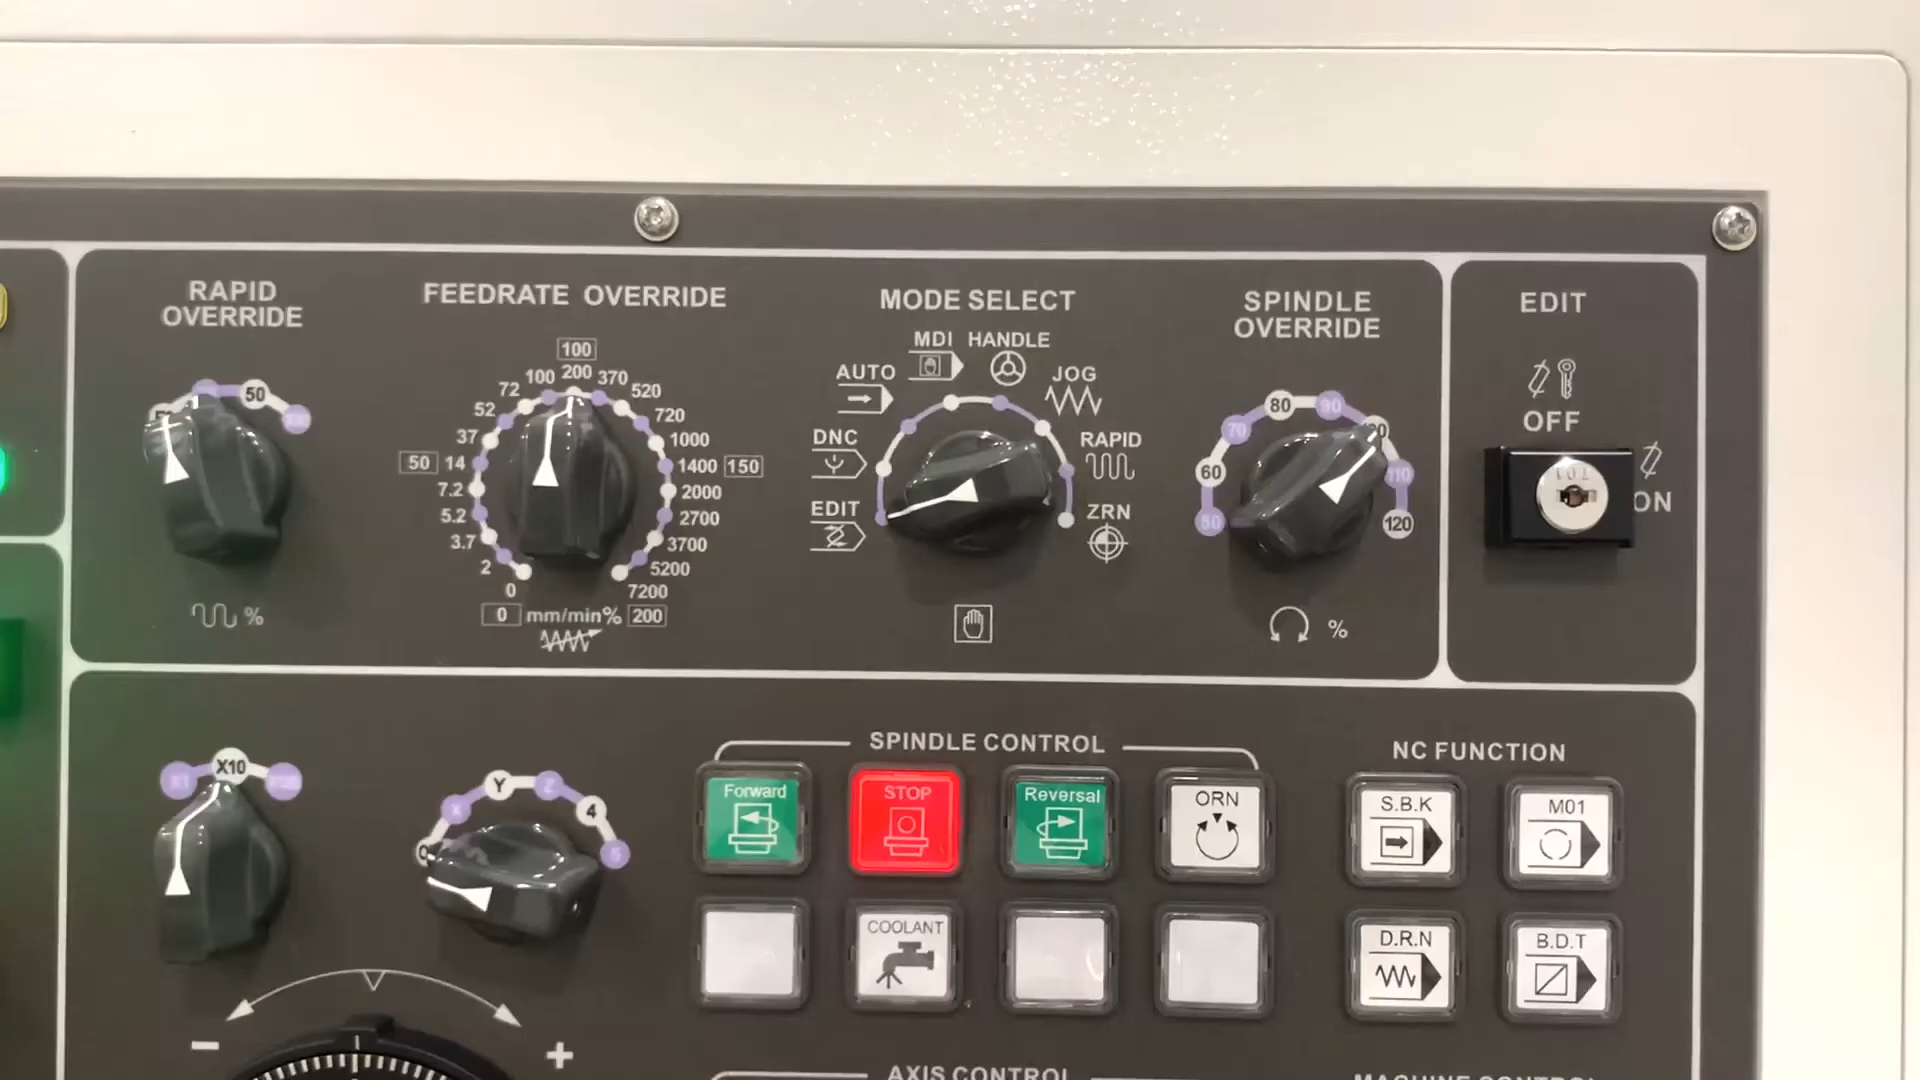 RAPID
OVERRIDE
50
%
FEEDRATE OVERRIDE
100
200
100
370
72
520
52
720
37
1000
50
14
1400
150
7.2
2000
5.2
2700
3.7
3700
2
5200
0
7200
0
mm/min%
200
MODE SELECT
MDI
HANDLE
AUTO
JOG
DNC
RAPID
EDIT
ZRN
SPINDLE
OVERRIDE
80
90
70
60
110
50
120
%
EDIT
OFF
ON
X1
X10
X
Y
Z
4
5
-
+
SPINDLE CONTROL
Forward
STOP
Reversal
ORN
COOLANT
NC FUNCTION
S.B.K
M01
D.R.N
B.D.T
AXIS CONTROL
MACHINE CONTROL